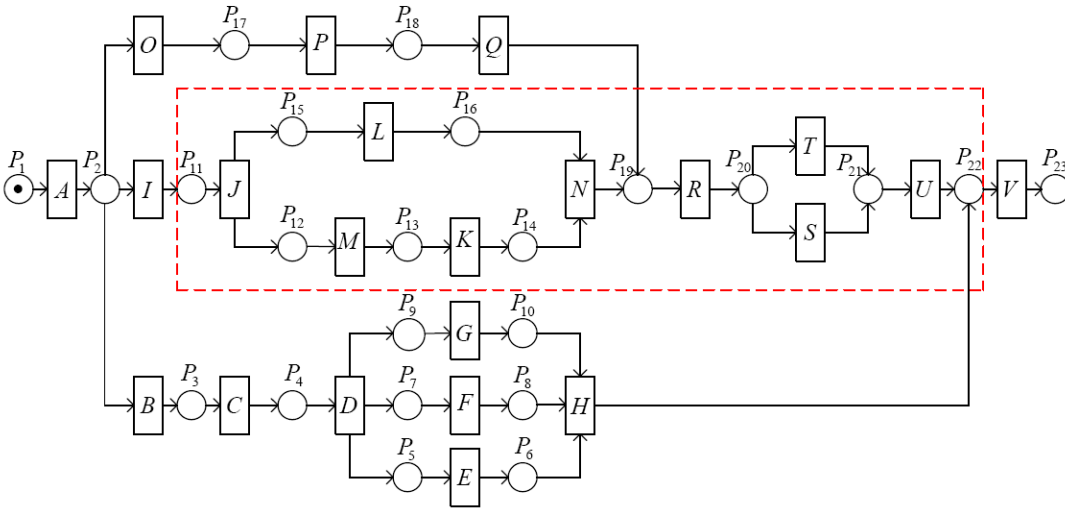 P17 P18
O P Q
P15 P16
L T
P1 P2 P11 P19 P20 P21 P22 P23
A I J N R U V
P12 P13 P14
M K S
P9 P10
G
P3 P4 P7 P8
B C D F H
P5 P6
E